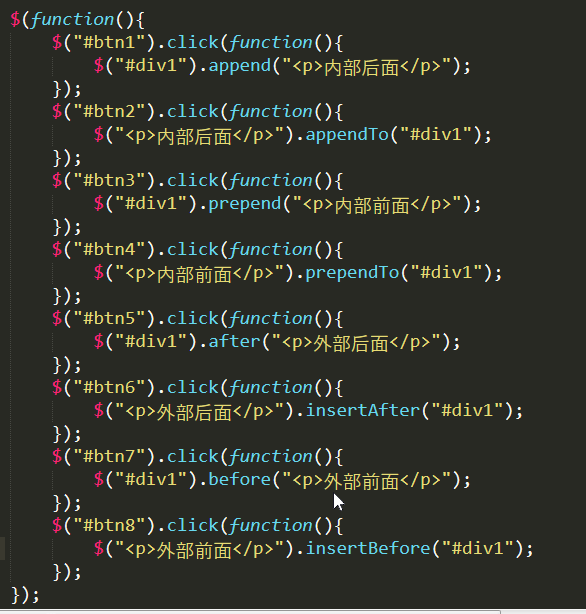 $(function(){
    $("#btn1").click(function(){
        $("#div1").append("<p>内部后面</p>");
    });
    $("#btn2").click(function(){
        $("<p>内部后面</p>").appendTo("#div1");
    });
    $("#btn3").click(function(){
        $("#div1").prepend("<p>内部前面</p>");
    });
    $("#btn4").click(function(){
        $("<p>内部前面</p>").prependTo("#div1");
    });
    $("#btn5").click(function(){
        $("#div1").after("<p>外部后面</p>");
    });
    $("#btn6").click(function(){
        $("<p>外部后面</p>").insertAfter("#div1");
    });
    $("#btn7").click(function(){
        $("#div1").before("<p>外部前面</p>");
    });
    $("#btn8").click(function(){
        $("<p>外部前面</p>").insertBefore("#div1");
    });
});